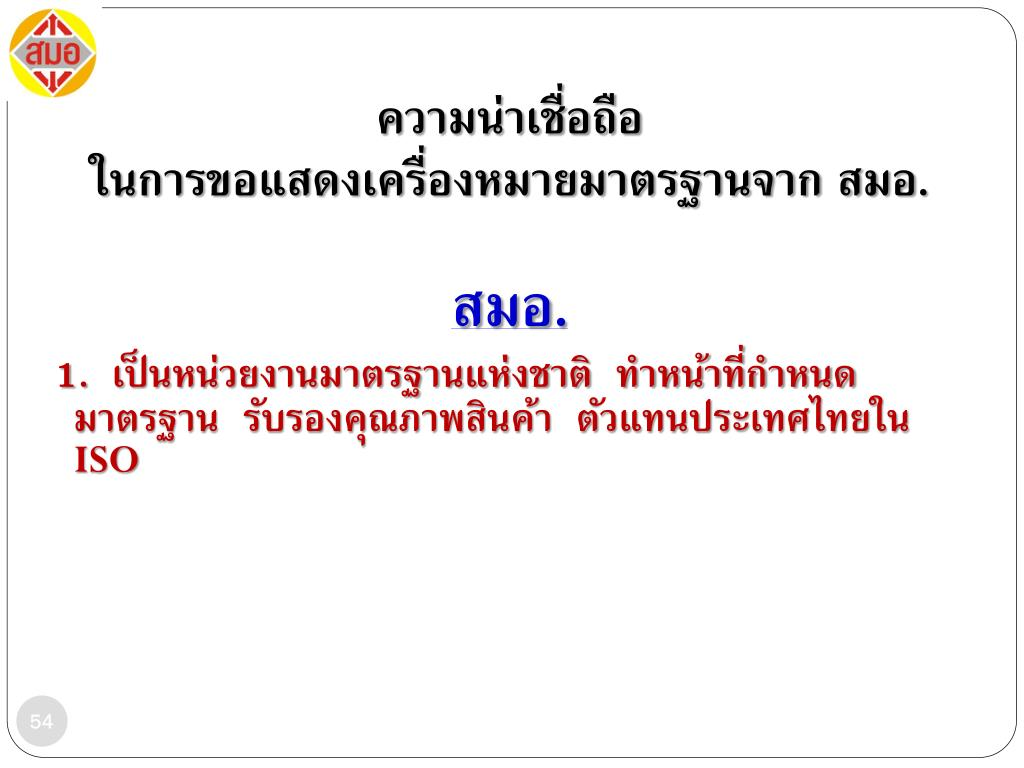 สมอ
ความน่าเชื่อถือ
ในการขอแสดงเครื่องหมายมาตรฐานจาก สมอ.
สมอ.
1. เป็นหน่วยงานมาตรฐานแห่งชาติ ทำหน้าที่กำหนด
มาตรฐาน รับรองคุณภาพสินค้า ตัวแทนประเทศไทยใน
ISO
54